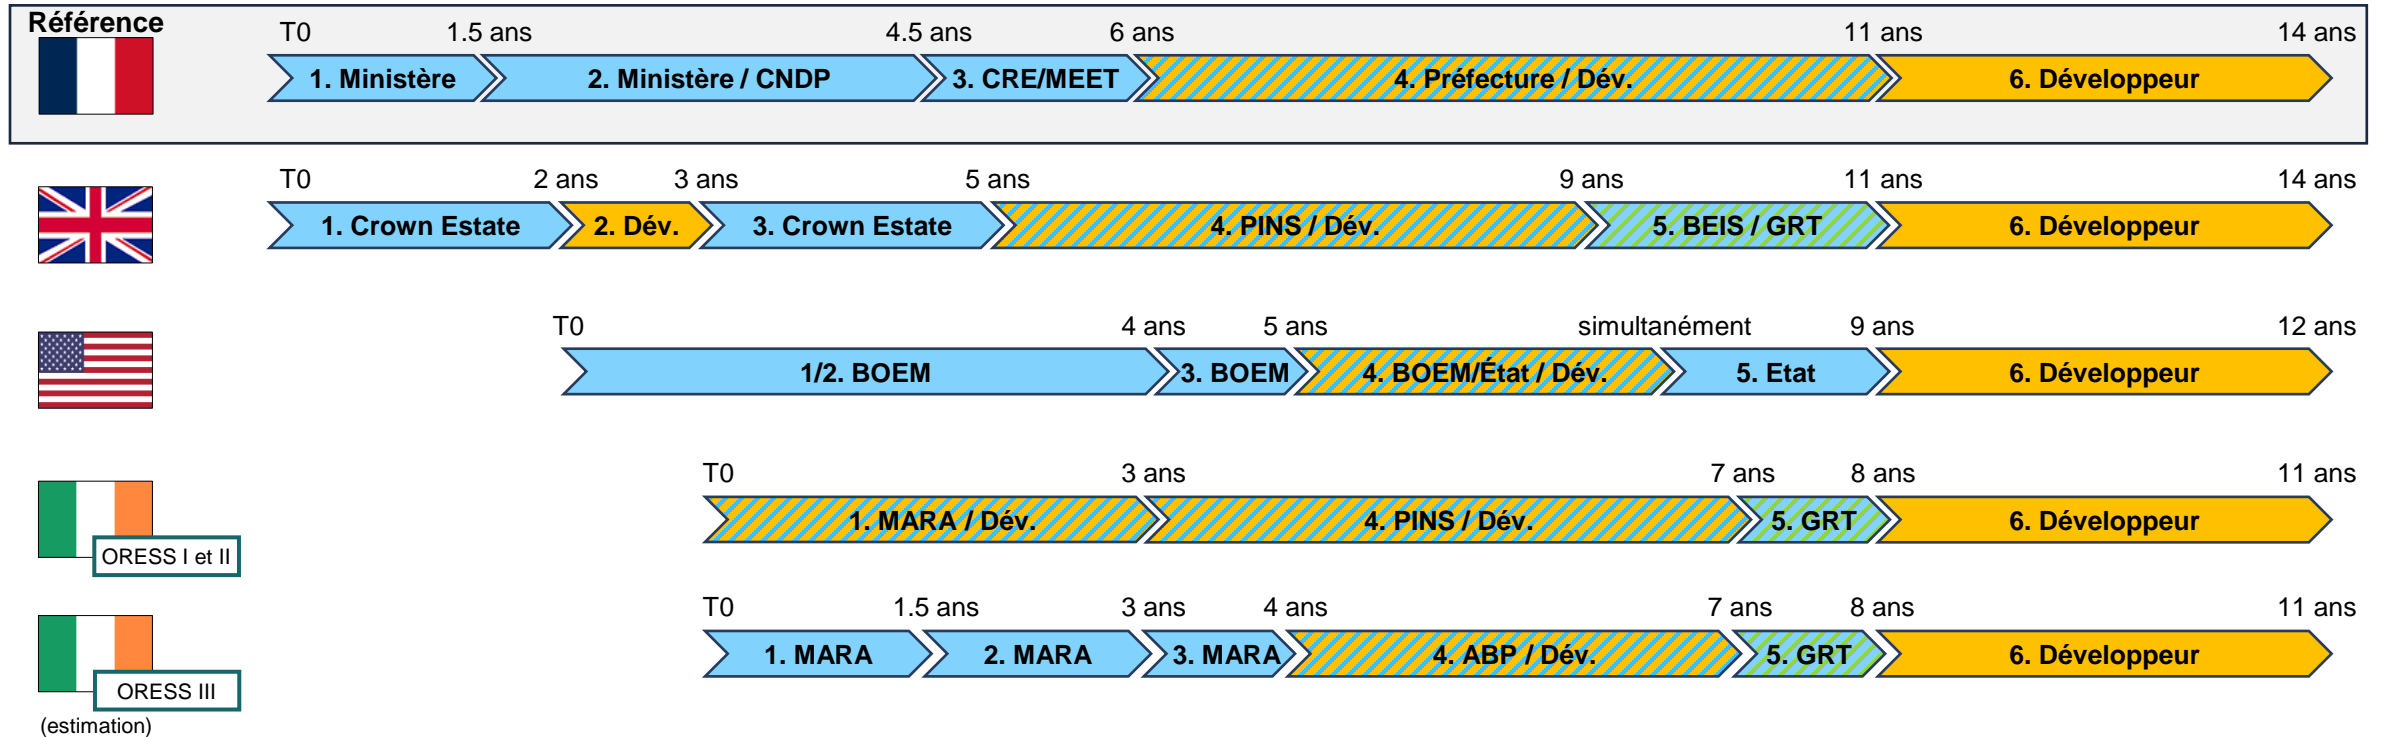 Référence
T0 1.5 ans 4.5 ans 6 ans 11 ans 14 ans
1. Ministère 2. Ministère / CNDP 3. CRE/MEET 4. Préfecture / Dév. 6. Développeur
T0 2 ans 3 ans 5 ans 9 ans 11 ans 14 ans
1. Crown Estate 2. Dév. 3. Crown Estate 4. PINS / Dév. 5. BEIS / GRT 6. Développeur
T0 4 ans 5 ans simultanément 9 ans 12 ans
1/2. BOEM 3. BOEM 4. BOEM/État / Dév. 5. Etat 6. Développeur
T0 3 ans 7 ans 8 ans 11 ans
1. MARA / Dév. 4. PINS / Dév. 5. GRT 6. Développeur
ORESS I et II
T0 1.5 ans 3 ans 4 ans 7 ans 8 ans 11 ans
1. MARA 2. MARA 3. MARA 4. ABP / Dév. 5. GRT 6. Développeur
ORESS III
(estimation)